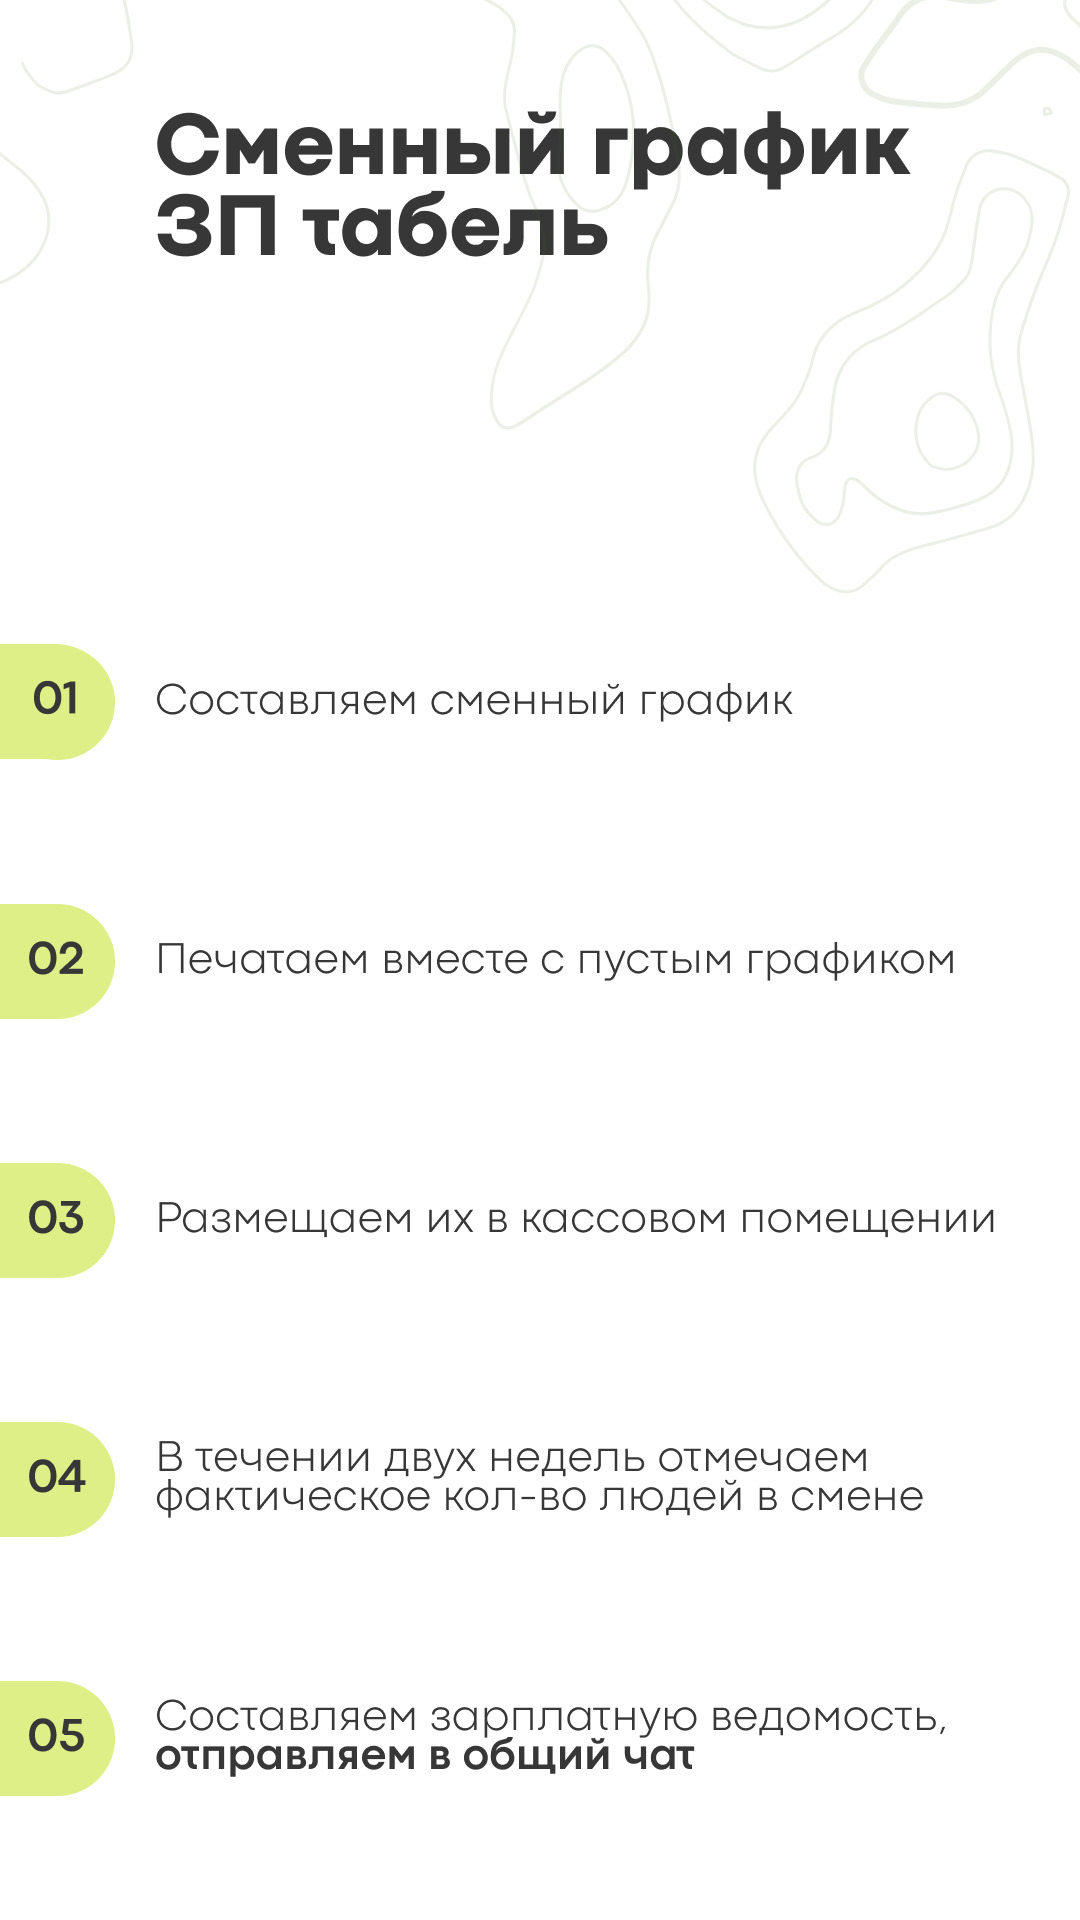 Сменный график
ЗП табель
01
Составляем сменный график
02
Печатаем вместе с пустым графиком
03
Размещаем их в кассовом помещении
04
В течении двух недель отмечаем
фактическое кол-во людей в смене
05
Составляем зарплатную ведомость,
отправляем в общий чат